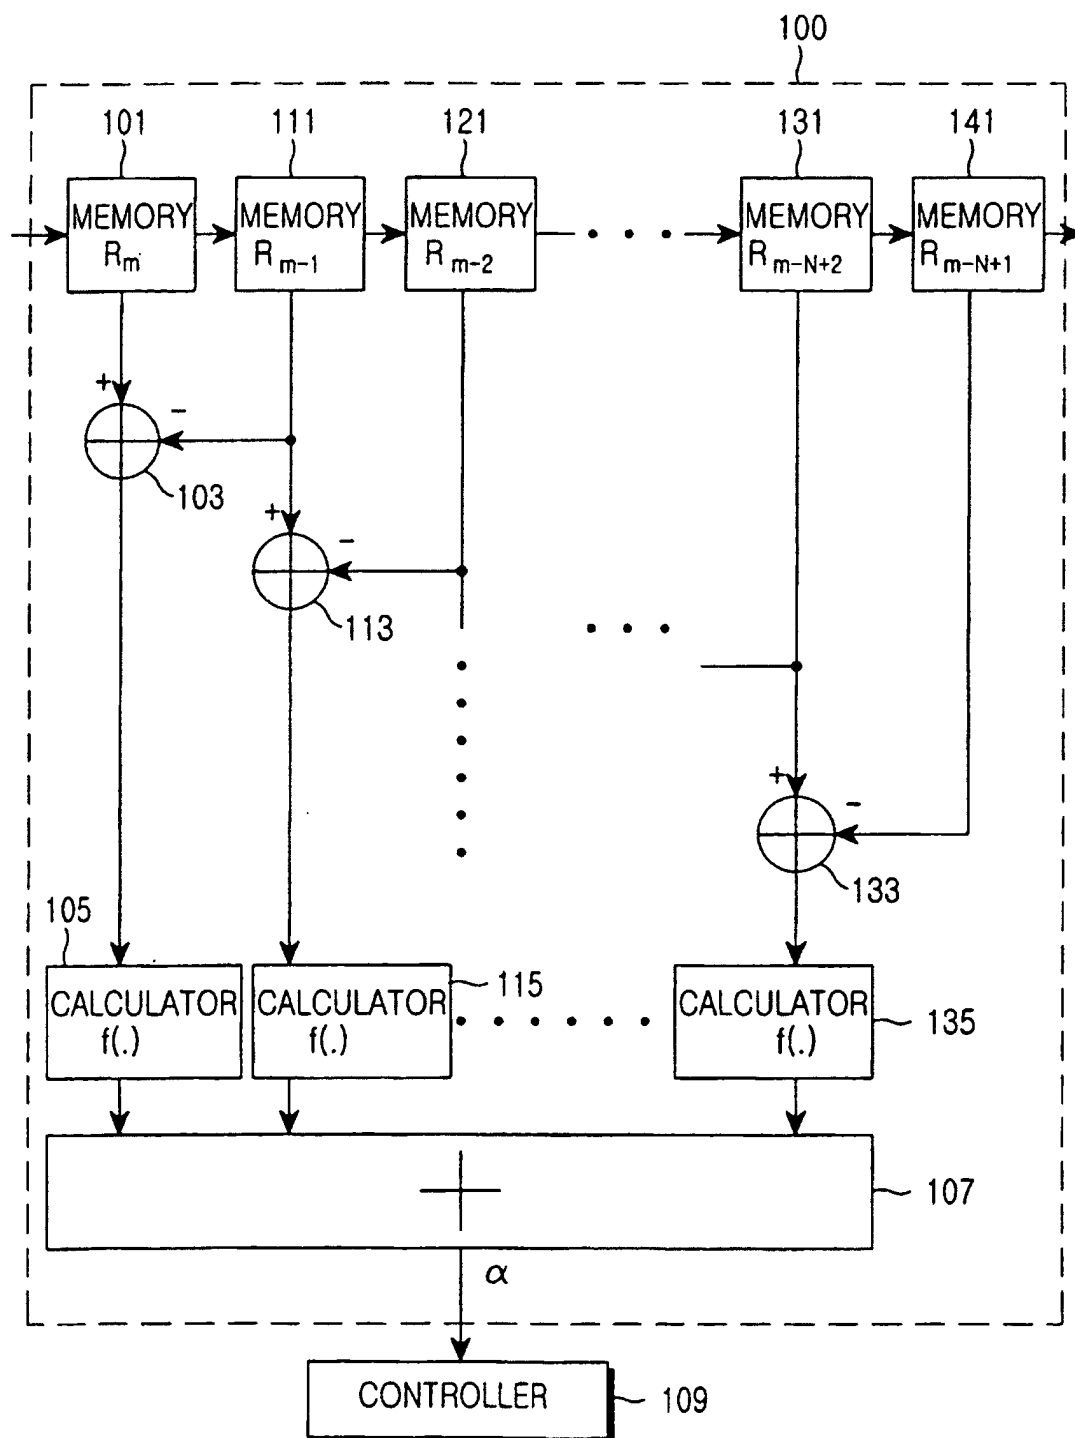 100
101 111 121 131 141
MEMORY MEMORY MEMORY MEMORY MEMORY
Rm Rm-1 Rm-2 . . . Rm-N+2 Rm-N+1
+ -
103
+ -
113
. . .
+ -
133
105
115
CALCULATOR CALCULATOR . . . . . . CALCULATOR
f(.) f(.) f(.)
135
+
107
α
CONTROLLER
109